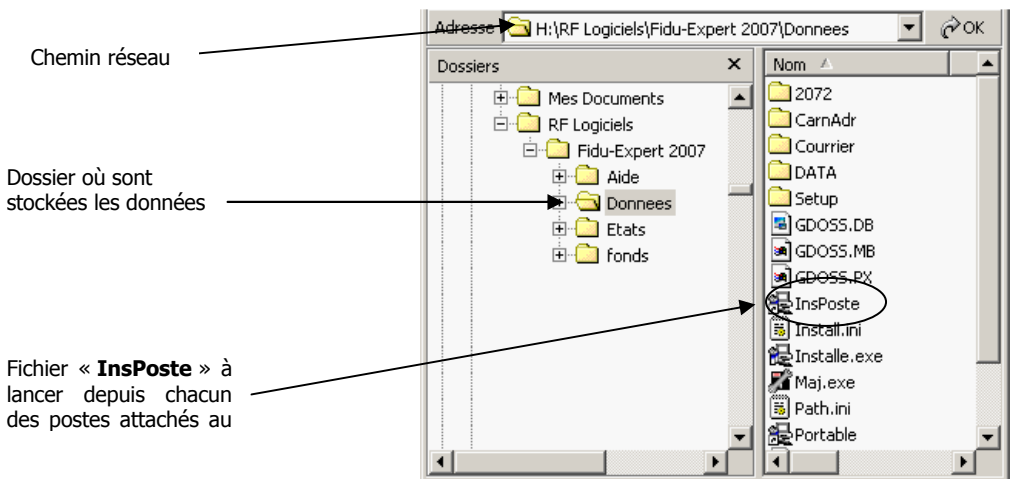 Adresse H:\RF Logiciels\Fidu-Expert 2007\Donnees OK
Chemin réseau
Dossiers
Mes Documents
RF Logiciels
Fidu-Expert 2007
Aide
Donnees
Etats
fonds
Nom
2072
CarnAdr
Courrier
DATA
Setup
GDOSS.DB
GDOSS.MB
GDOSS.PX
InsPoste
Install.ini
Installe.exe
Maj.exe
Path.ini
Portable
Dossier où sont
stockées les données
Fichier « InsPoste » à
lancer depuis chacun
des postes attachés au